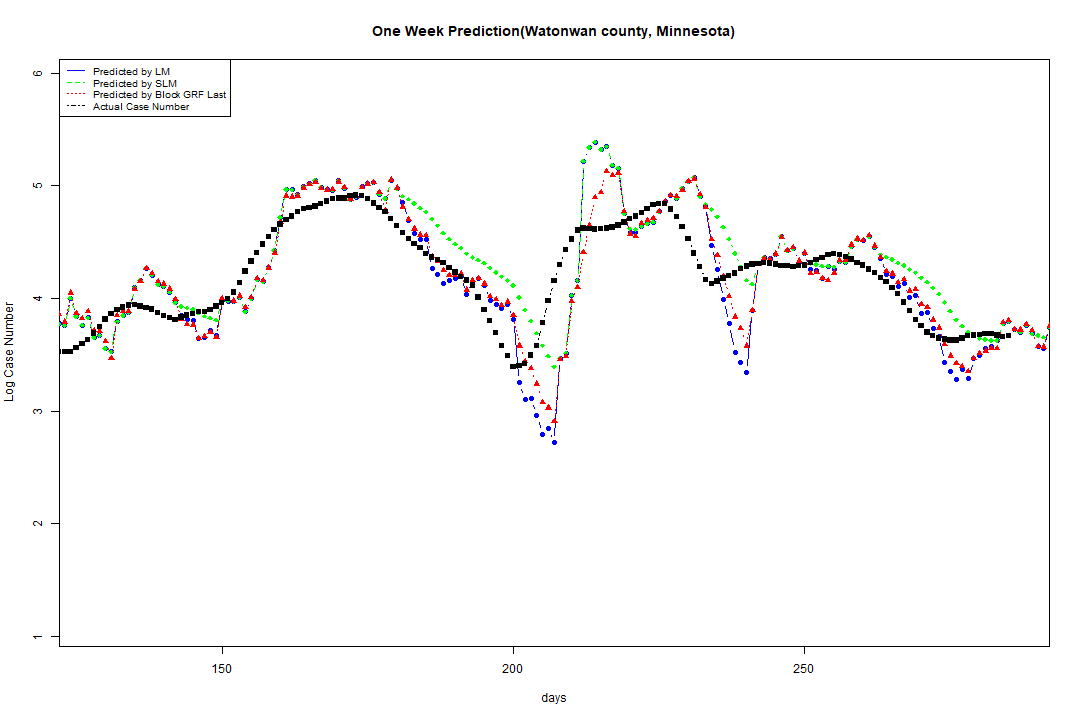 One Week Prediction(Watonwan county, Minnesota)
Predicted by LM
Predicted by SLM
Predicted by Block GRF Last
Actual Case Number
6
5
4
3
2
1
Log Case Number
150
200
250
days